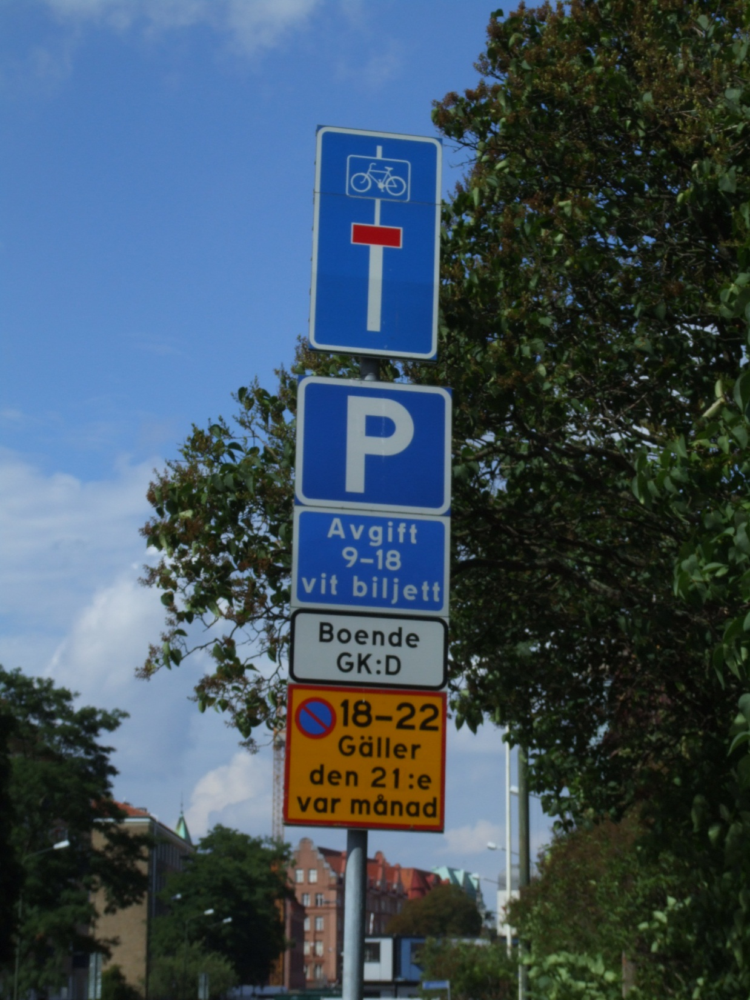 P
Avgift
9-18
vit biljett
Boende
GK:D
18-22
Gäller
den 21:e
var månad